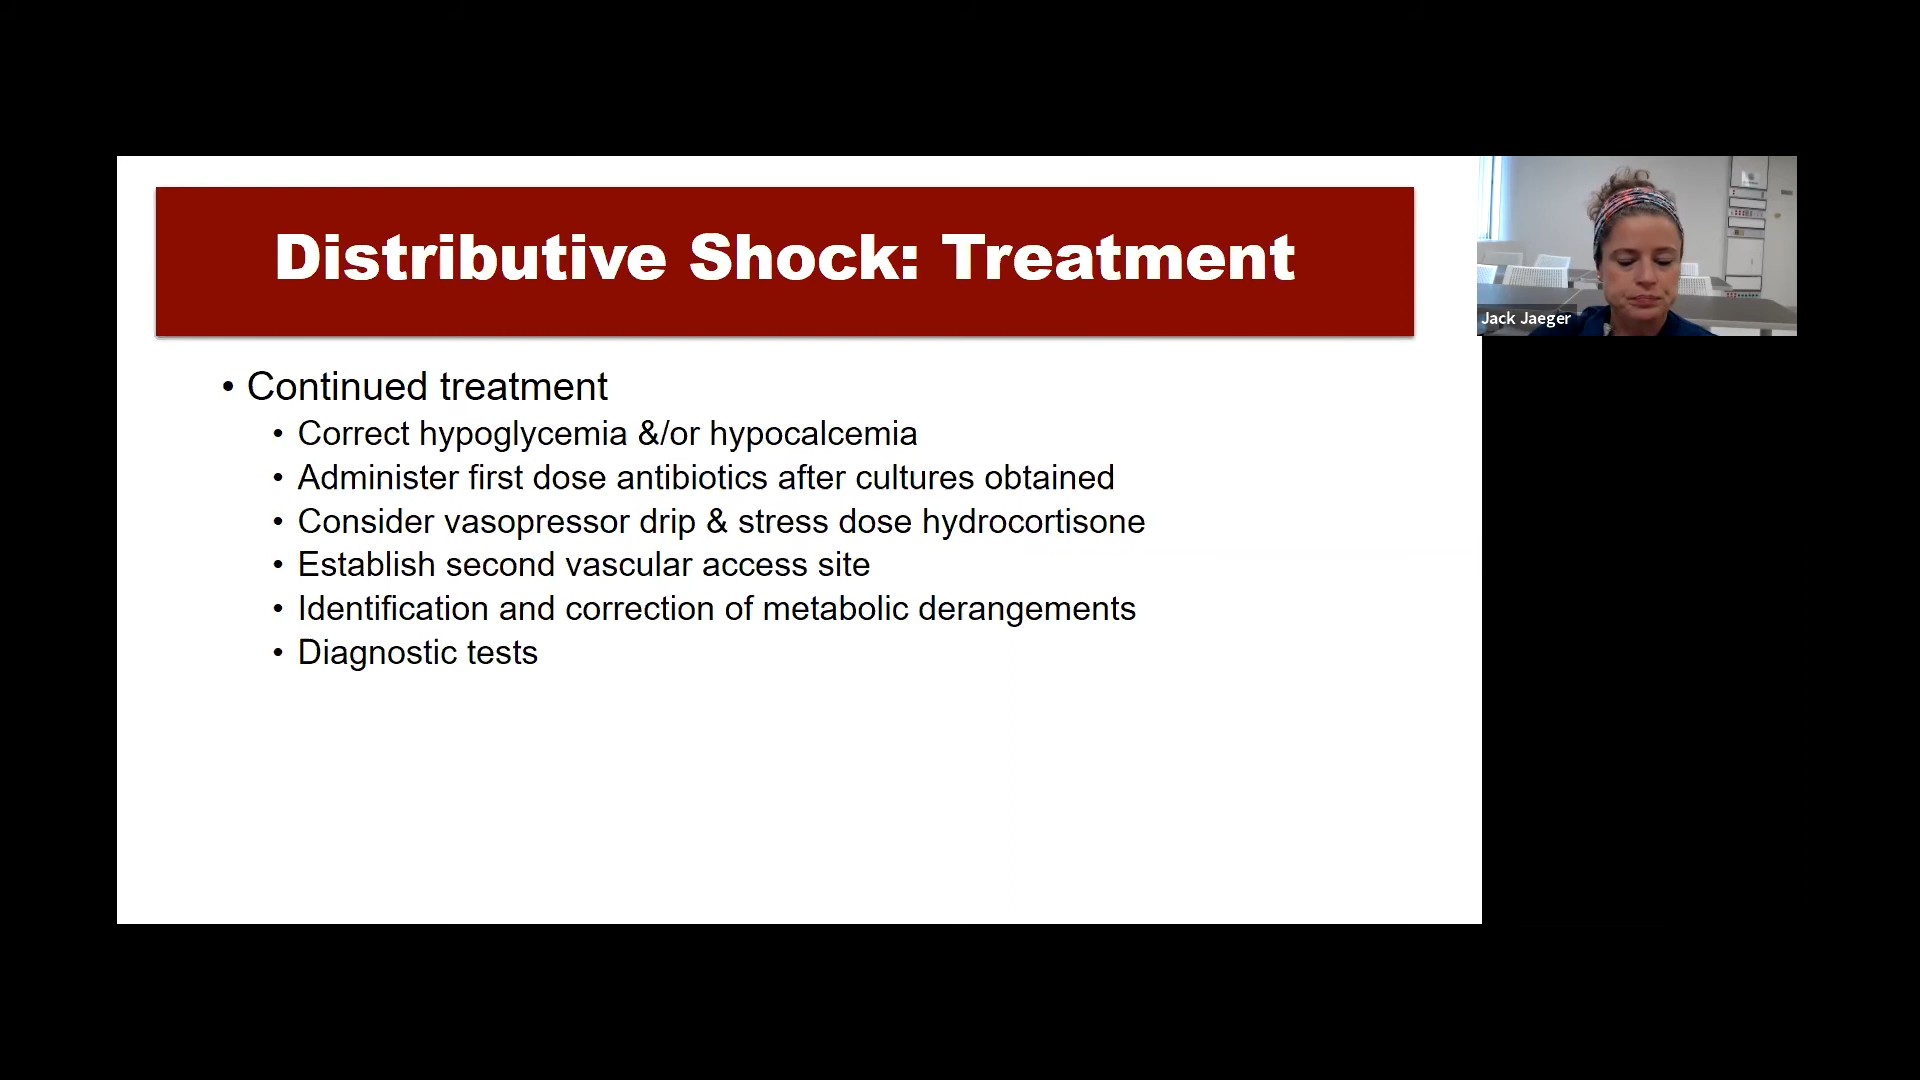 Distributive Shock: Treatment
• Continued treatment
• Correct hypoglycemia &/or hypocalcemia
• Administer first dose antibiotics after cultures obtained
• Consider vasopressor drip & stress dose hydrocortisone
• Establish second vascular access site
• Identification and correction of metabolic derangements
• Diagnostic tests
Jack Jaeger